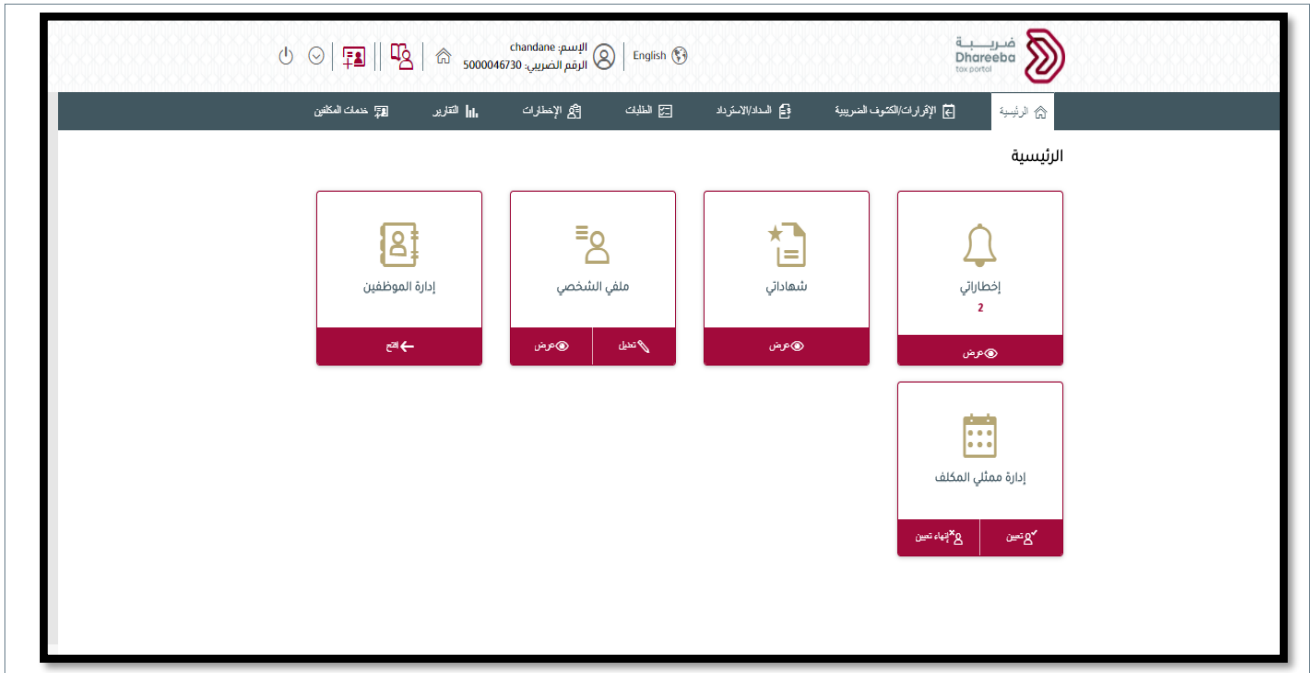 ضريبة
Dhareeba
tax portal
English
الإسم: chandane
الرقم الضريبي: 5000046730
الرئيسية
الإقرارات/الكشوف الضريبية
السداد/الاسترداد
الطلبات
الإخطارات
التقارير
خدمات المكلفين
الرئيسية
إخطاراتي
2
عرض
شهاداتي
عرض
ملفي الشخصي
تعديل
عرض
إدارة الموظفين
افتح
إدارة ممثلي المكلف
تعيين
إنهاء تعيين